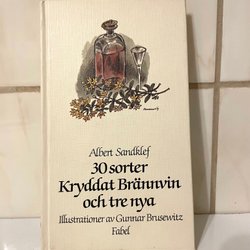 Albert Sandklef
30 sorter
Kryddat Brännvin
och tre nya
Illustrationer av Gunnar Brusewitz
Fabel